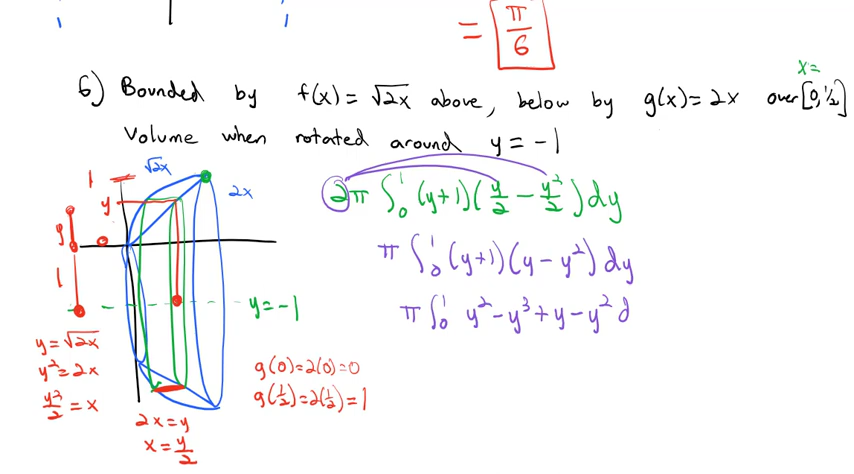 = π/6
6) Bounded by f(x) = √2x above, below by g(x) = 2x over [0, 1/2]
x =
Volume when rotated around y = -1
1
√2x
2x
y
y
0
1
y = -1
2π ∫₀¹ (y+1)(y/2 - y²/2) dy
π ∫₀¹ (y+1)(y - y²) dy
π ∫₀¹ y² - y³ + y - y² d
y = √2x
y² = 2x
y²/2 = x
2x = y
x = y/2
g(0) = 2(0) = 0
g(1/2) = 2(1/2) = 1